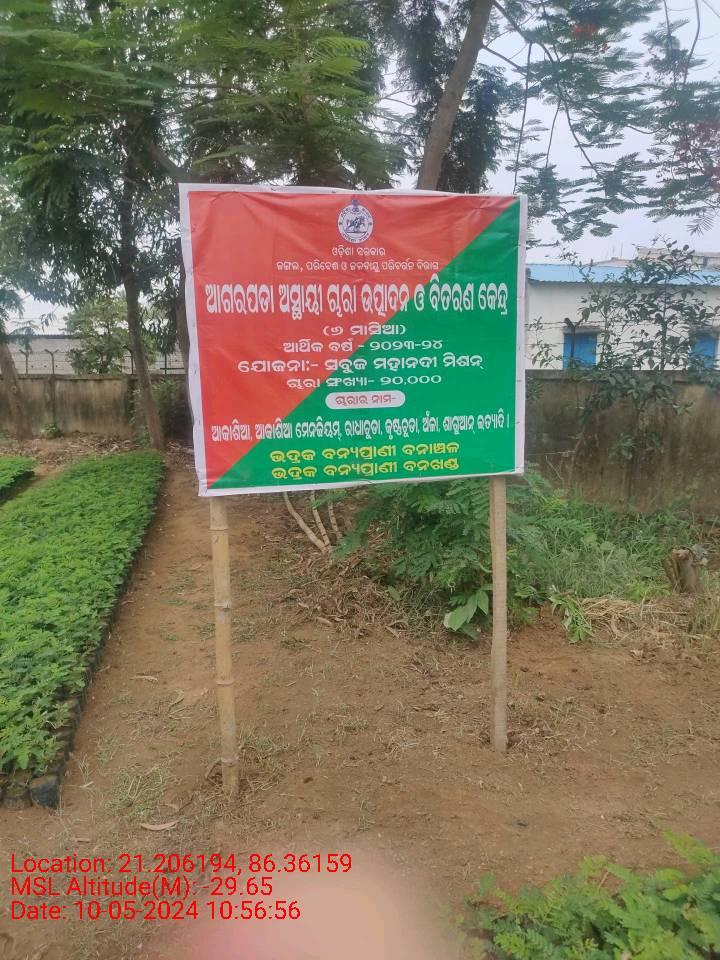 ଓଡ଼ିଶା ସରକାର
ଜଙ୍ଗଲ, ପରିବେଶ ଓ ଜଳବାୟୁ ପରିବର୍ତ୍ତନ ବିଭାଗ
ଆଗରପଡା ଅସ୍ଥାୟୀ ଚାରା ଉତ୍ପାଦନ ଓ ବିତରଣ କେନ୍ଦ୍ର
(୬ ମାସିଆ)
ଆର୍ଥିକ ବର୍ଷ - ୨୦୨୩-୨୪
ଯୋଜନା:- ସବୁଜ ମହାନଦୀ ମିଶନ୍
ଚାରା ସଂଖ୍ୟା- ୨୦,୦୦୦
ଚାରାର ନାମ-
ଆକାଶିଆ, ଆକାଶିଆ ମେନଜିୟମ୍, ରାଧାଚୁଡା, କୃଷ୍ଣଚୁଡା, ଅଁଳା, ଶାଗୁଆନ୍ ଇତ୍ୟାଦି ।
ଭଦ୍ରକ ବନ୍ୟପ୍ରାଣୀ ବନାଞ୍ଚଳ
ଭଦ୍ରକ ବନ୍ୟପ୍ରାଣୀ ବନଖଣ୍ଡ
Location: 21.206194, 86.36159
MSL Altitude(M): -29.65
Date: 10-05-2024 10:56:56